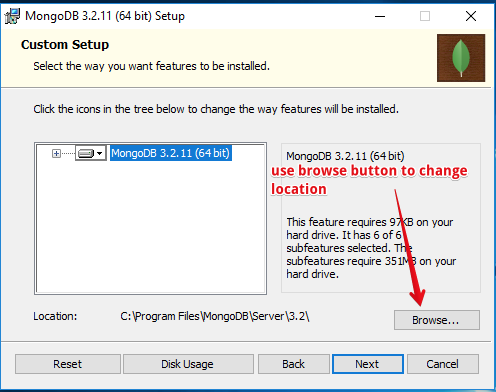 MongoDB 3.2.11 (64 bit) Setup
Custom Setup
Select the way you want features to be installed.
Click the icons in the tree below to change the way features will be installed.
MongoDB 3.2.11 (64 bit)
MongoDB 3.2.11 (64 bit)
use browse button to change
location
This feature requires 97KB on your
hard drive. It has 6 of 6
subfeatures selected. The
subfeatures require 351MB on your
hard drive.
Location: C:\Program Files\MongoDB\Server\3.2\
Browse...
Reset Disk Usage Back Next Cancel